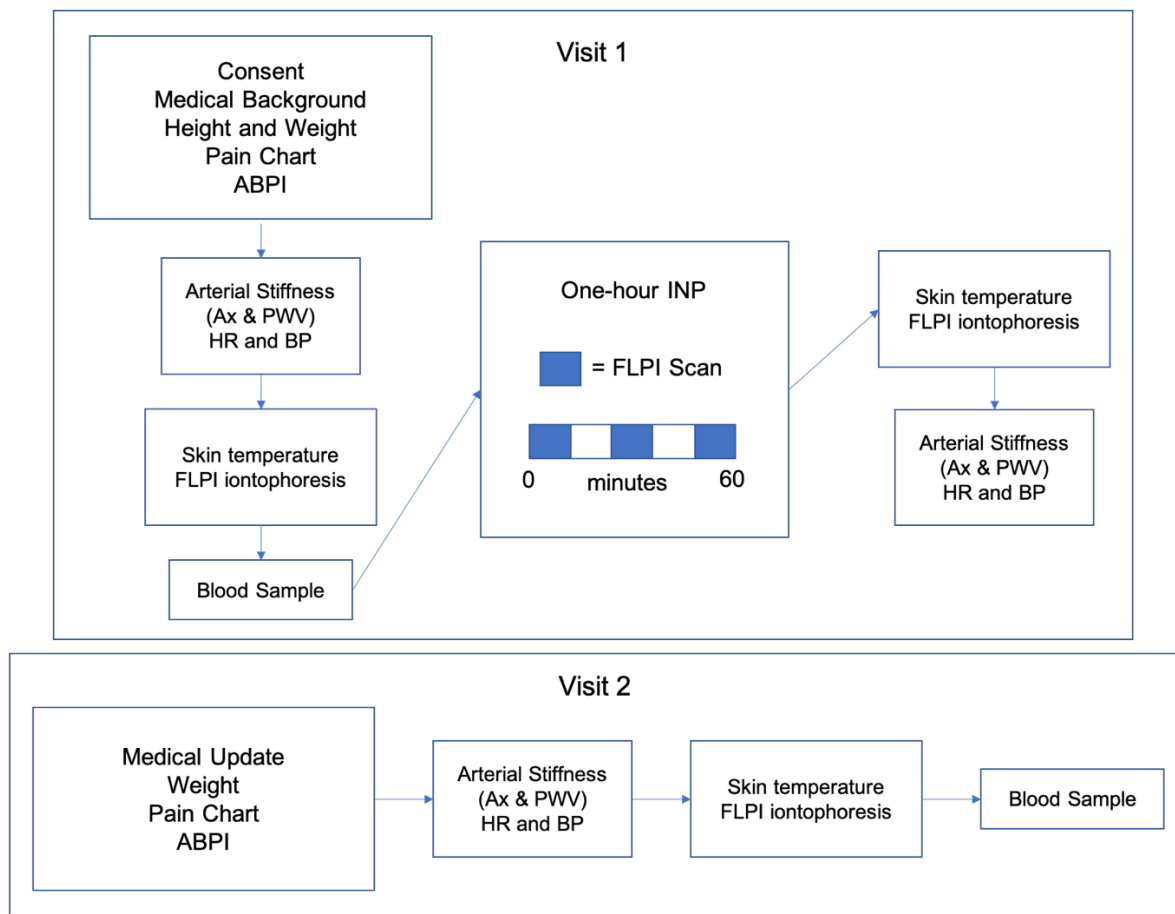 Visit 1
Consent
Medical Background
Height and Weight
Pain Chart
ABPI
Arterial Stiffness
(Ax & PWV)
HR and BP
Skin temperature
FLPI iontophoresis
Blood Sample
One-hour INP
= FLPI Scan
0 minutes 60
Skin temperature
FLPI iontophoresis
Arterial Stiffness
(Ax & PWV)
HR and BP
Visit 2
Medical Update
Weight
Pain Chart
ABPI
Arterial Stiffness
(Ax & PWV)
HR and BP
Skin temperature
FLPI iontophoresis
Blood Sample